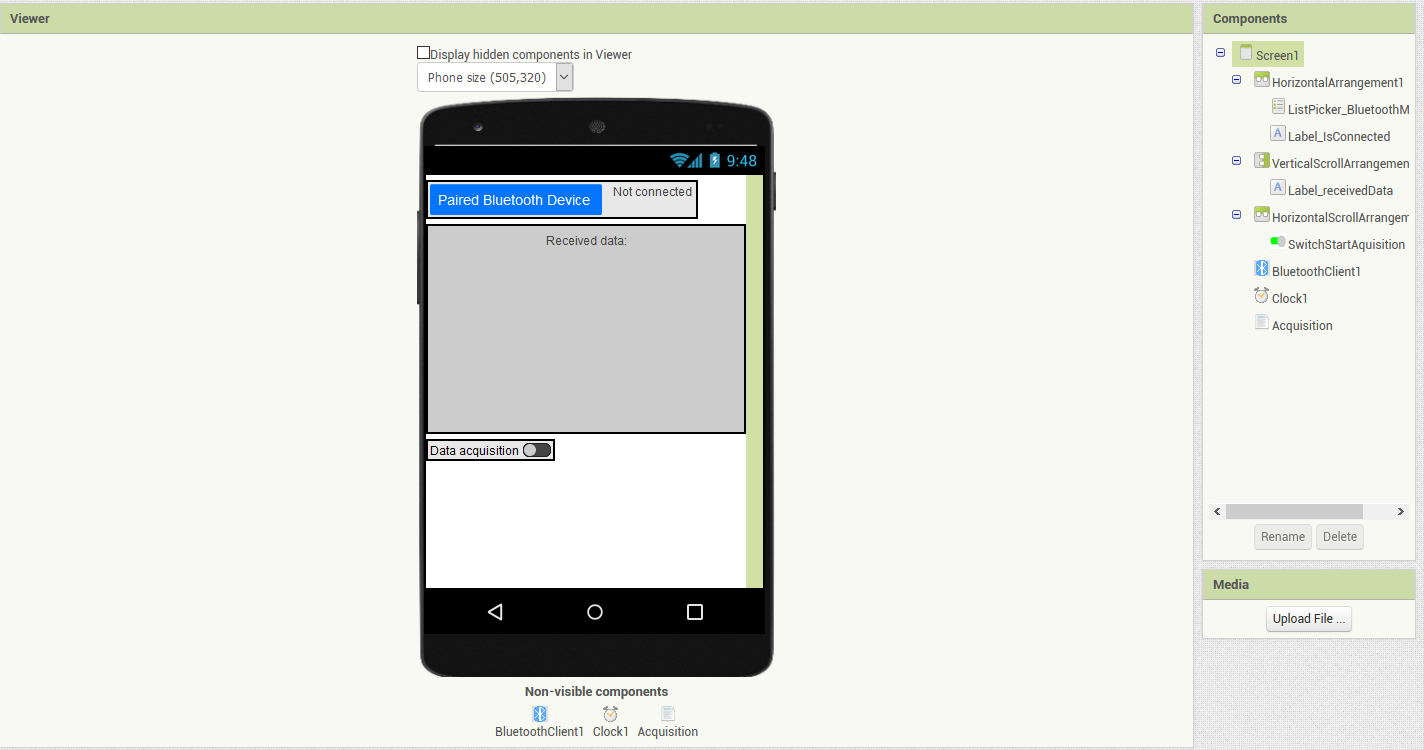 Viewer
Display hidden components in Viewer
Phone size (505,320)
9:48
Paired Bluetooth Device
Not connected
Received data:
Data acquisition
Non-visible components
BluetoothClient1
Clock1
Acquisition
Components
Screen1
HorizontalArrangement1
ListPicker_BluetoothM
A Label_IsConnected
VerticalScrollArrangemen
A Label_receivedData
HorizontalScrollArrangem
SwitchStartAquisition
BluetoothClient1
Clock1
Acquisition
Rename
Delete
Media
Upload File ...